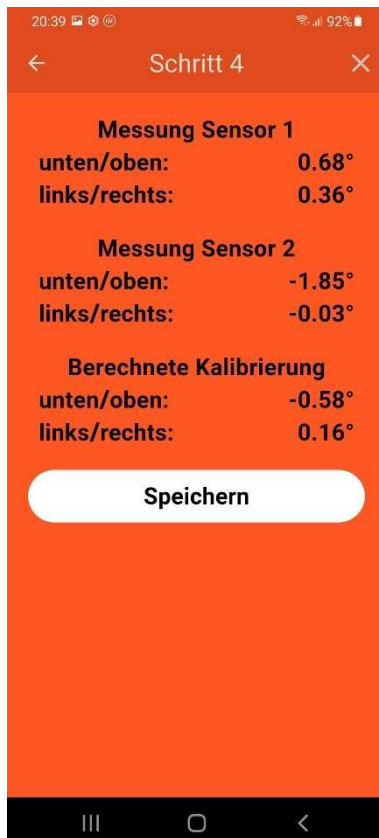 20:39 92%
Schritt 4
Messung Sensor 1
unten/oben: 0.68°
links/rechts: 0.36°
Messung Sensor 2
unten/oben: -1.85°
links/rechts: -0.03°
Berechnete Kalibrierung
unten/oben: -0.58°
links/rechts: 0.16°
Speichern